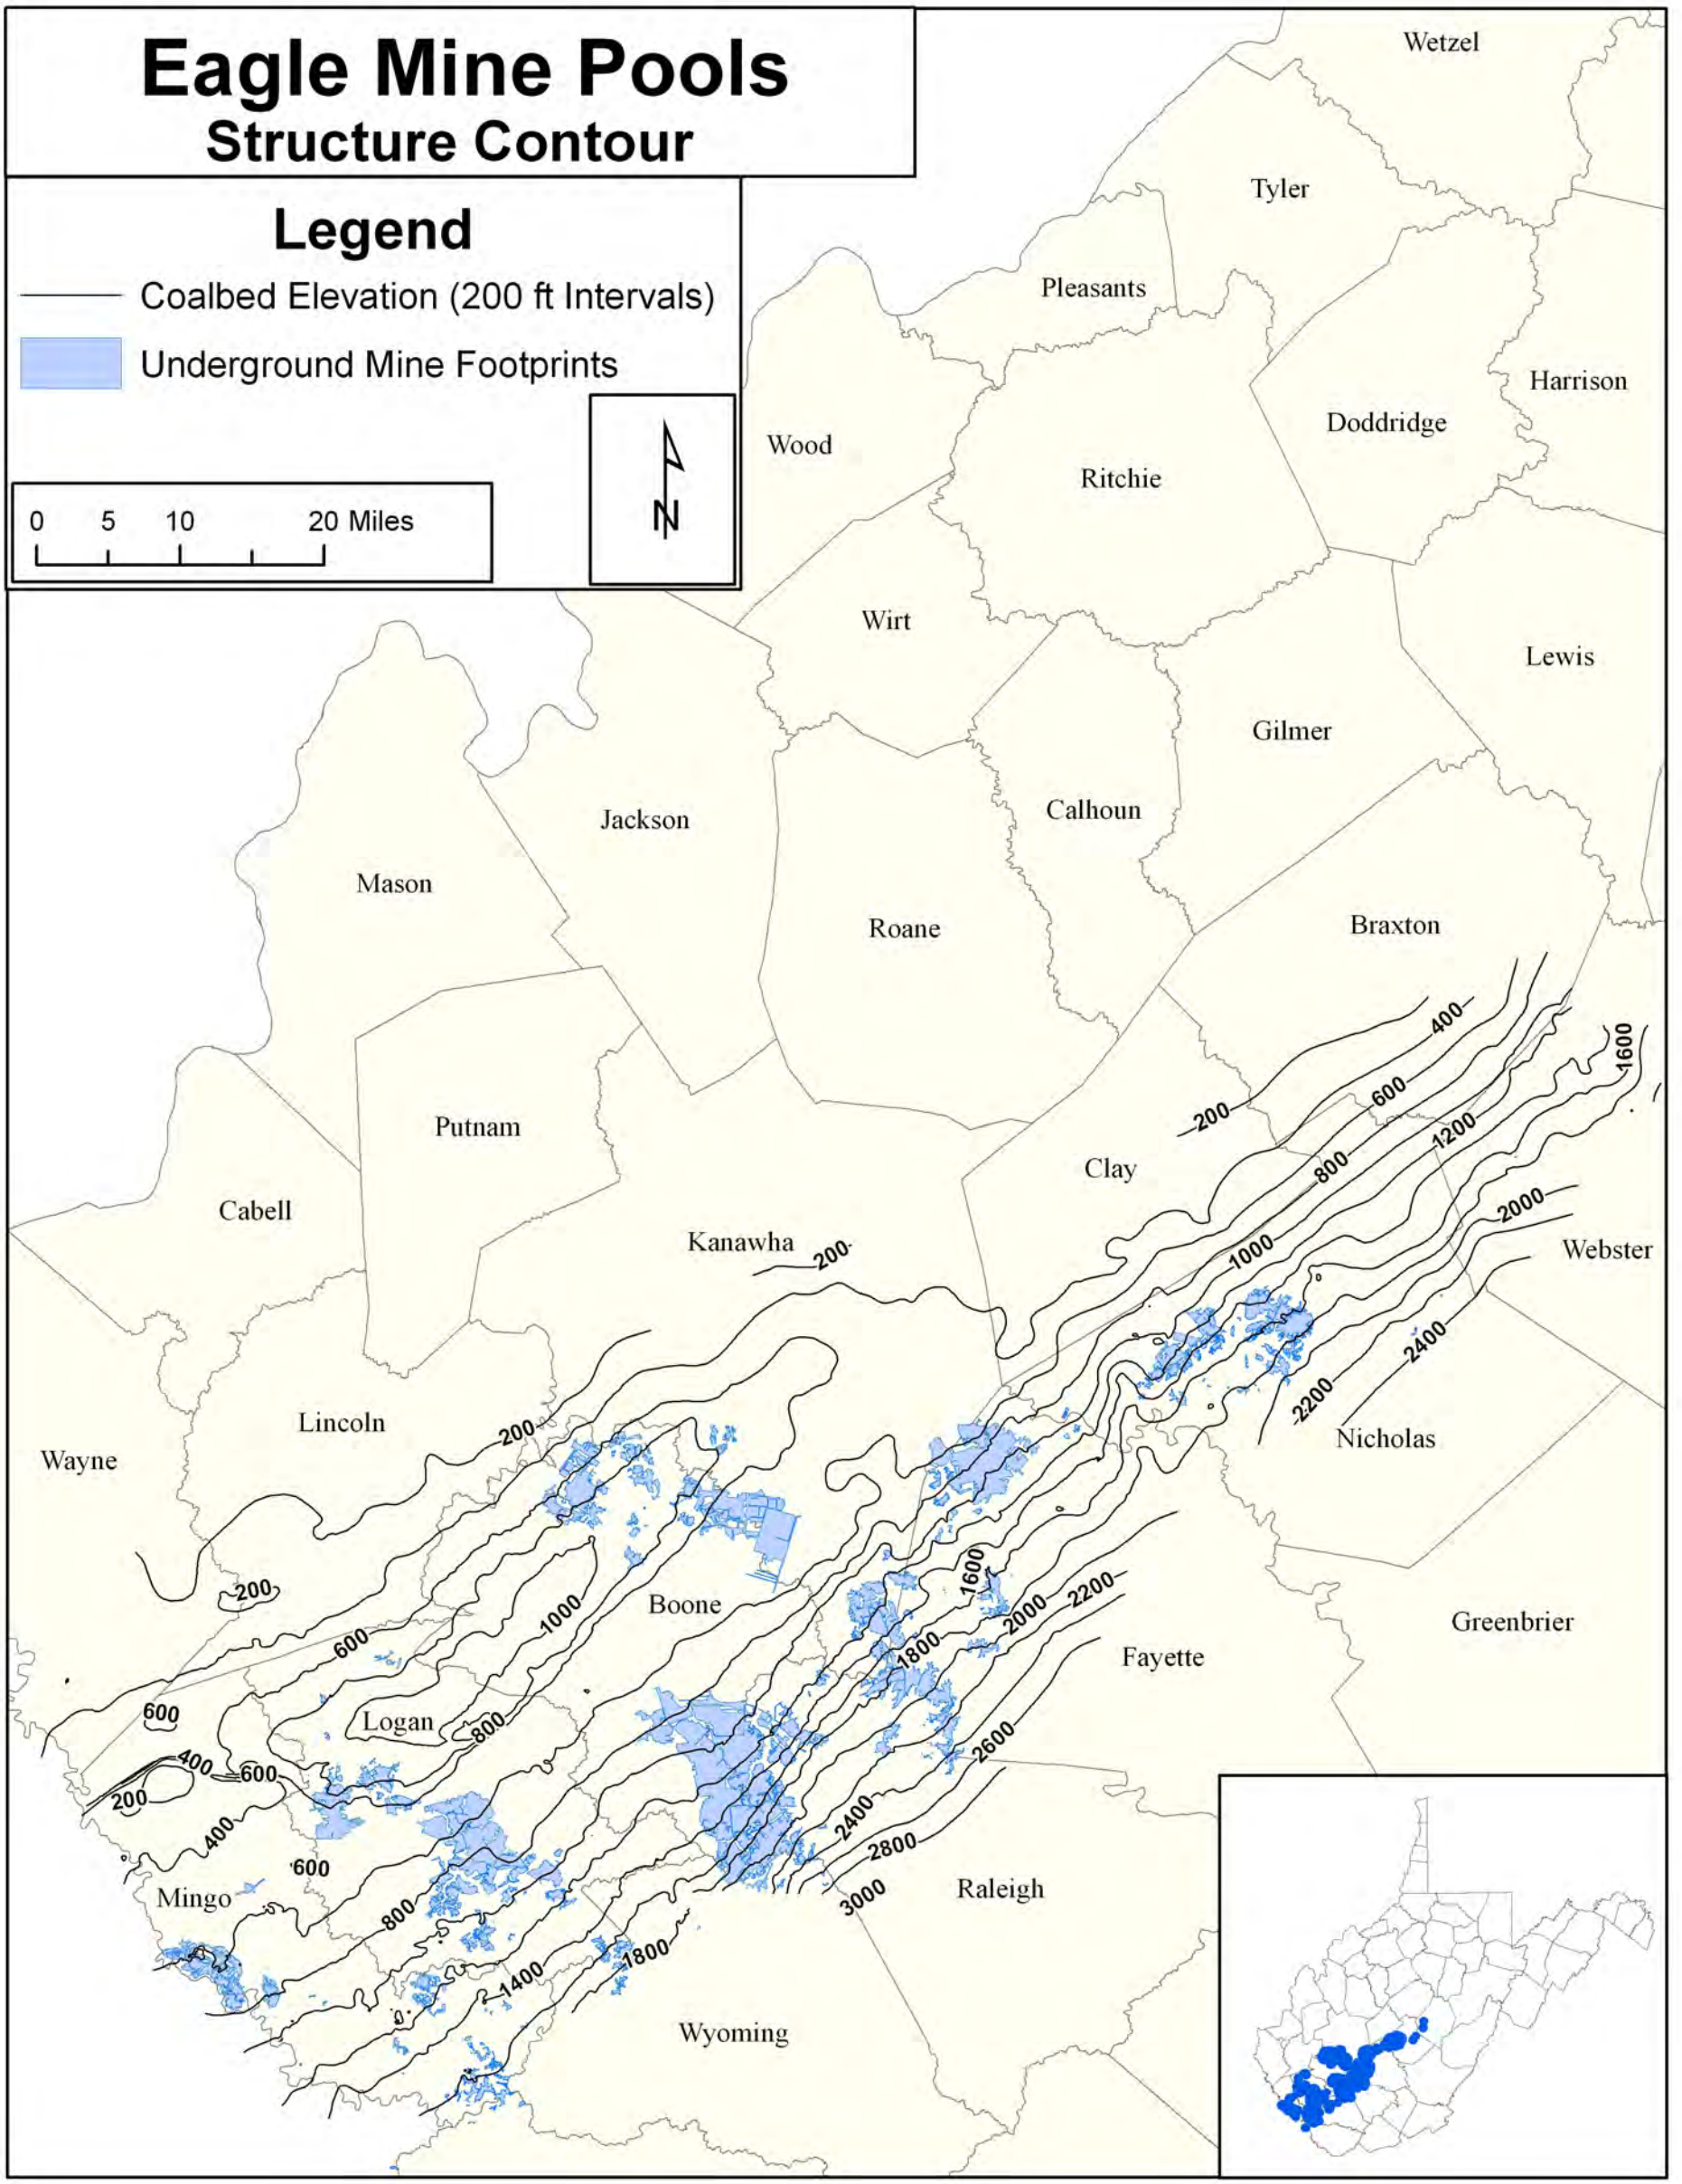 Eagle Mine Pools
Structure Contour
Legend
Coalbed Elevation (200 ft Intervals)
Underground Mine Footprints
0 5 10 20 Miles
N
Wetzel
Tyler
Pleasants
Harrison
Doddridge
Wood
Ritchie
Wirt
Lewis
Gilmer
Calhoun
Jackson
Mason
Braxton
Roane
400
1600
600
200
Putnam
1200
Clay
800
2000
Cabell
Kanawha
200
1000
Webster
2400
2200
Lincoln
200
Nicholas
Wayne
1600
2200
200
Boone
1000
2000
Greenbrier
600
1800
Fayette
600
Logan
800
2600
400
600
200
2400
400
2800
600
Mingo
3000
Raleigh
800
1800
1400
Wyoming